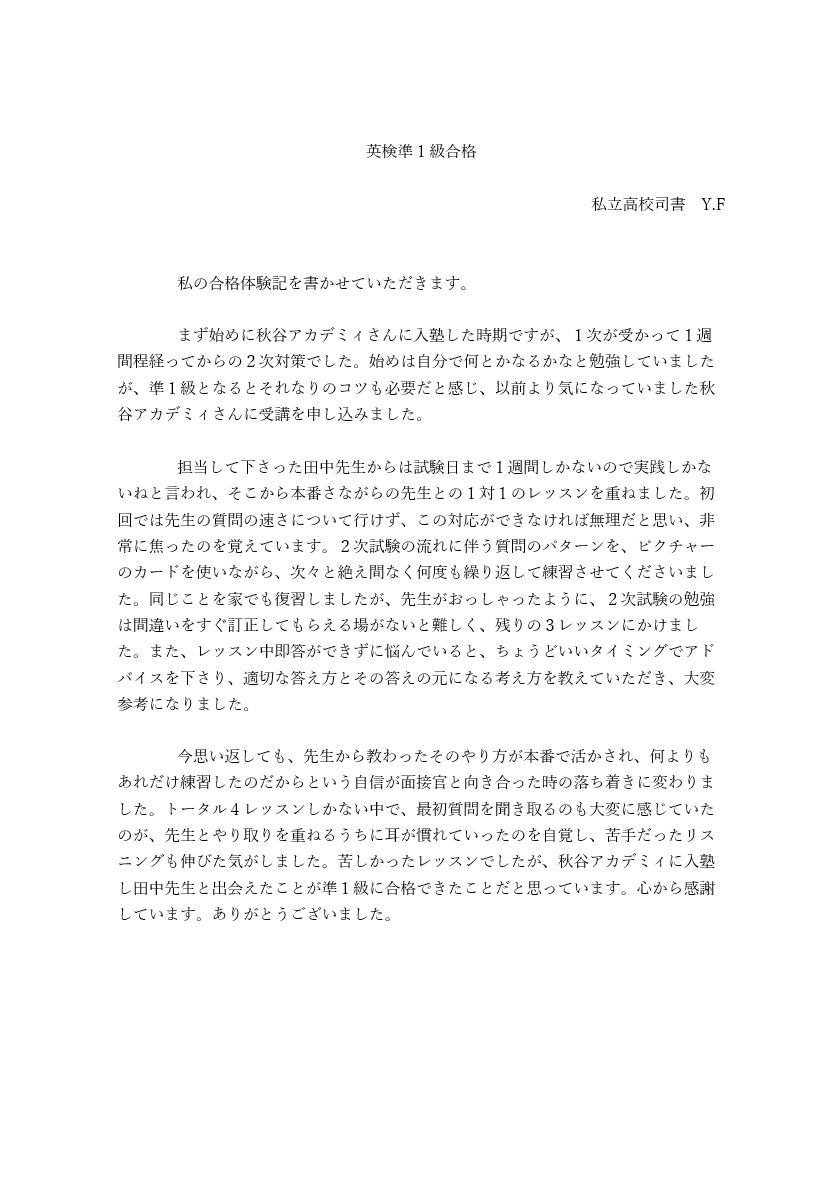 英検準１級合格
私立高校司書　Y.F
私の合格体験記を書かせていただきます。
まず始めに秋谷アカデミィさんに入塾した時期ですが、１次が受かって１週
間程経ってからの２次対策でした。始めは自分で何とかなるかなと勉強していました
が、準１級となるとそれなりのコツも必要だと感じ、以前より気になっていました秋
谷アカデミィさんに受講を申し込みました。
担当して下さった田中先生からは試験日まで１週間しかないので実践しかな
いねと言われ、そこから本番さながらの先生との１対１のレッスンを重ねました。初
回では先生の質問の速さについて行けず、この対応ができなければ無理だと思い、非
常に焦ったのを覚えています。２次試験の流れに伴う質問のパターンを、ピクチャー
のカードを使いながら、次々と絶え間なく何度も繰り返して練習させてくださいまし
た。同じことを家でも復習しましたが、先生がおっしゃったように、２次試験の勉強
は間違いをすぐ訂正してもらえる場がないと難しく、残りの３レッスンにかけまし
た。また、レッスン中即答ができずに悩んでいると、ちょうどいいタイミングでアド
バイスを下さり、適切な答え方とその答えの元になる考え方を教えていただき、大変
参考になりました。
今思い返しても、先生から教わったそのやり方が本番で活かされ、何よりも
あれだけ練習したのだからという自信が面接官と向き合った時の落ち着きに変わりま
した。トータル４レッスンしかない中で、最初質問を聞き取るのも大変に感じていた
のが、先生とやり取りを重ねるうちに耳が慣れていったのを自覚し、苦手だったリス
ニングも伸びた気がしました。苦しかったレッスンでしたが、秋谷アカデミィに入塾
し田中先生と出会えたことが準１級に合格できたことだと思っています。心から感謝
しています。ありがとうございました。